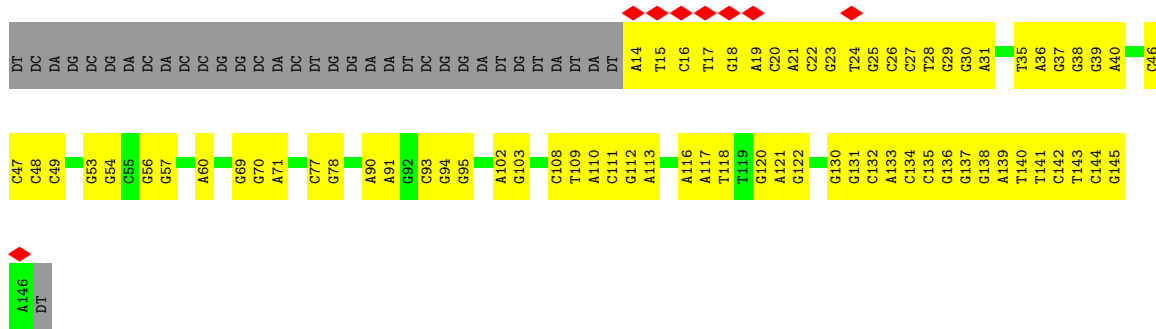 DT DC DA DG DC DG DA DC DA DC DC DG DG DG DC DA DC DT DG DG DA DA DT DC DG DG DA DT DG DT DA DT DA DT A14 T15 C16 T17 G18 A19 C20 A21 C22 G23 T24 G25 C26 C27 T28 G29 G30 A31 T35 A36 G37 G38 G39 A40 C46
C47 C48 C49 G53 G54 C55 G56 G57 A60 G69 G70 A71 C77 G78 A90 A91 G92 C93 G94 G95 A102 G103 C108 T109 A110 C111 G112 A113 A116 A117 T118 T119 G120 A121 G122 G130 G131 C132 A133 C134 C135 G136 G137 G138 A139 T140 T141 C142 T143 C144 G145
A146 DT